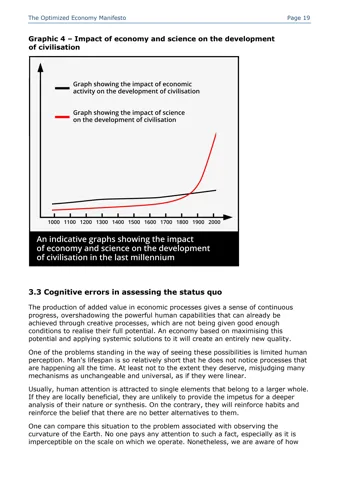 The Optimized Economy Manifesto Page 19
Graphic 4 – Impact of economy and science on the development
of civilisation
Graph showing the impact of economic
activity on the development of civilisation
Graph showing the impact of science
on the development of civilisation
1000 1100 1200 1300 1400 1500 1600 1700 1800 1900 2000
An indicative graphs showing the impact
of economy and science on the development
of civilisation in the last millennium
3.3 Cognitive errors in assessing the status quo
The production of added value in economic processes gives a sense of continuous
progress, overshadowing the powerful human capabilities that can already be
achieved through creative processes, which are not being given good enough
conditions to realise their full potential. An economy based on maximising this
potential and applying systemic solutions to it will create an entirely new quality.
One of the problems standing in the way of seeing these possibilities is limited human
perception. Man's lifespan is so relatively short that he does not notice processes that
are happening all the time. At least not to the extent they deserve, misjudging many
mechanisms as unchangeable and universal, as if they were linear.
Usually, human attention is attracted to single elements that belong to a larger whole.
If they are locally beneficial, they are unlikely to provide the impetus for a deeper
analysis of their nature or synthesis. On the contrary, they will reinforce habits and
reinforce the belief that there are no better alternatives to them.
One can compare this situation to the problem associated with observing the
curvature of the Earth. No one pays any attention to such a fact, especially as it is
imperceptible on the scale on which we operate. Nonetheless, we are aware of how